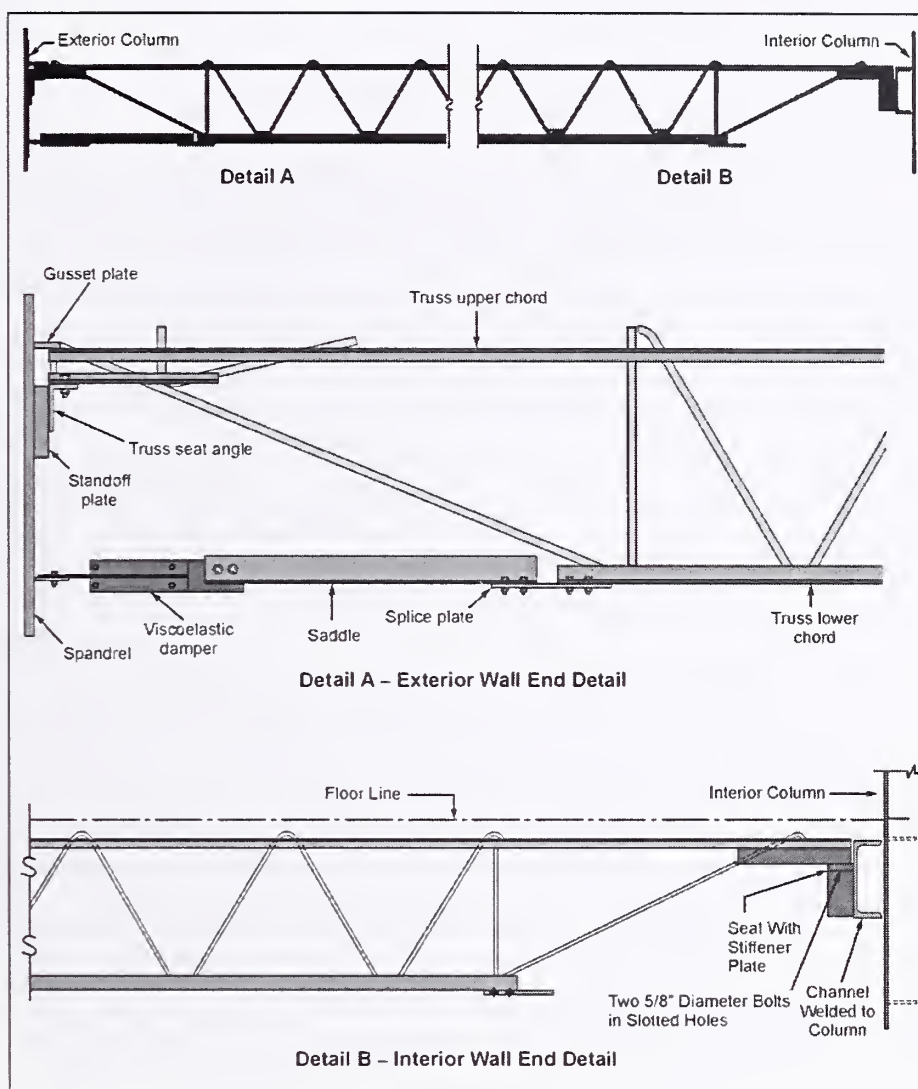 Exterior Column
Interior Column
Detail A
Detail B
Gusset plate
Truss upper chord
Truss seat angle
Standoff
plate
Viscoelastic
damper
Saddle
Splice plate
Truss lower
chord
Spandrel
Detail A – Exterior Wall End Detail
Floor Line
Interior Column
Seat With
Stiffener
Plate
Two 5/8" Diameter Bolts
in Slotted Holes
Channel
Welded to
Column
Detail B – Interior Wall End Detail